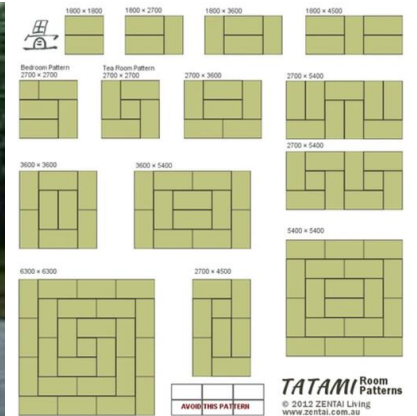 1800 × 1800
1800 × 2700
1800 × 3600
1800 × 4500
Bedroom Pattern
2700 × 2700
Tea Room Pattern
2700 × 2700
2700 × 3600
2700 × 5400
2700 × 5400
3600 × 3600
3600 × 5400
5400 × 5400
6300 × 6300
2700 × 4500
AVOID THIS PATTERN
TATAMI Room Patterns
© 2012 ZENTAI Living
www.zentai.com.au